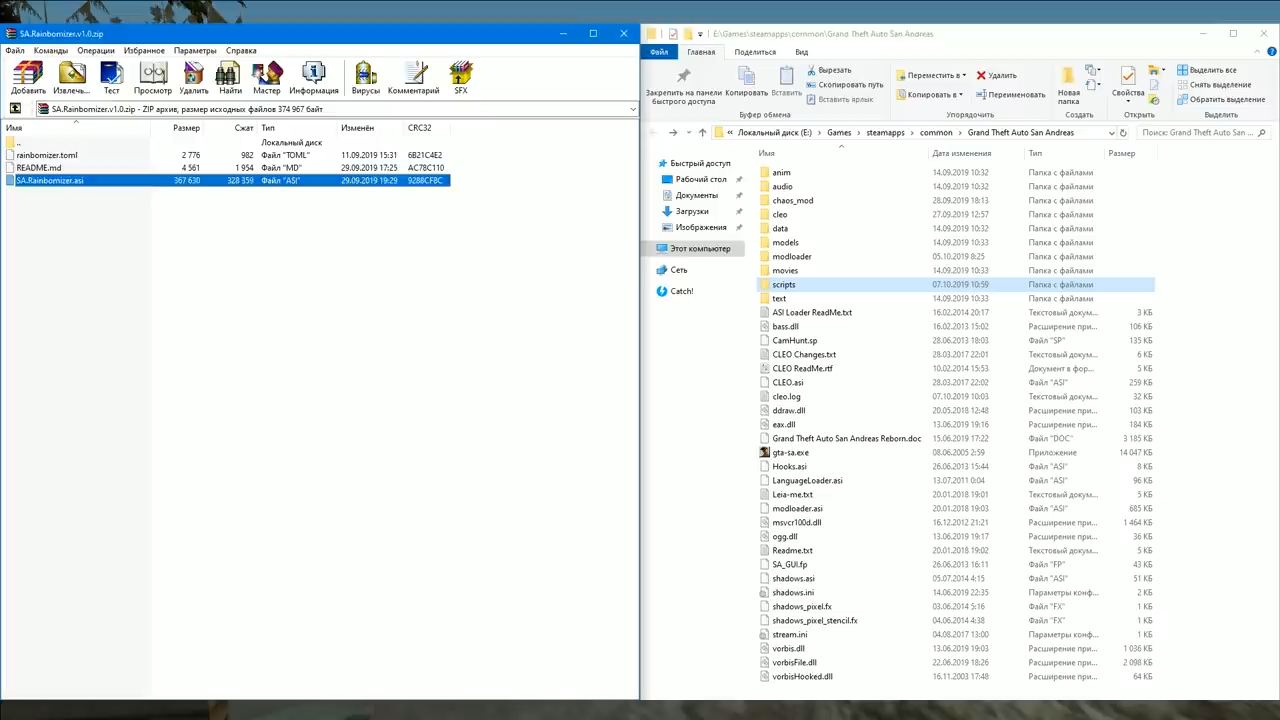 SA.Rainbomizer.v1.0.zip
Файл Команды Операции Избранное Параметры Справка
Добавить Извлечь... Тест Просмотр Удалить Найти Мастер Информация Вирусы Комментарий SFX
SA.Rainbomizer.v1.0.zip - ZIP архив, размер исходных файлов 374 967 байт
Имя Размер Сжат Тип Изменён CRC32
.. Локальный диск
rainbomizer.toml 2 776 982 Файл "TOML" 11.09.2019 15:31 6B21C4E2
README.md 4 561 1 954 Файл "MD" 29.09.2019 17:25 AC78C110
SA.Rainbomizer.asi 367 630 328 359 Файл "ASI" 29.09.2019 19:29 9288CF8C
E:\Games\steamapps\common\Grand Theft Auto San Andreas
Файл Главная Поделиться Вид
Закрепить на панели быстрого доступа
Копировать
Вставить
Вырезать
Скопировать путь
Вставить ярлык
Буфер обмена
Переместить в
Копировать в
Удалить
Переименовать
Упорядочить
Новая папка
Создать
Свойства
Открыть
Выделить все
Снять выделение
Обратить выделение
Выделить
« Локальный диск (E:) Games steamapps common Grand Theft Auto San Andreas
Поиск: Grand Theft Auto San ...
Быстрый доступ
Рабочий стол
Документы
Загрузки
Изображения
Этот компьютер
Сеть
Catch!
Имя Дата изменения Тип Размер
anim 14.09.2019 10:32 Папка с файлами
audio 14.09.2019 10:32 Папка с файлами
chaos_mod 28.09.2019 18:13 Папка с файлами
cleo 27.09.2019 12:57 Папка с файлами
data 14.09.2019 10:32 Папка с файлами
models 14.09.2019 10:33 Папка с файлами
modloader 05.10.2019 8:25 Папка с файлами
movies 14.09.2019 10:33 Папка с файлами
scripts 07.10.2019 10:59 Папка с файлами
text 14.09.2019 10:33 Папка с файлами
ASI Loader ReadMe.txt 16.02.2014 20:17 Текстовый докум... 3 КБ
bass.dll 16.02.2013 15:02 Расширение при... 106 КБ
CamHunt.sp 28.06.2013 18:03 Файл "SP" 135 КБ
CLEO Changes.txt 28.03.2017 22:01 Текстовый докум... 6 КБ
CLEO ReadMe.rtf 10.02.2014 15:53 Документ в фор... 5 КБ
CLEO.asi 28.03.2017 22:02 Файл "ASI" 259 КБ
cleo.log 07.10.2019 10:03 Текстовый докум... 32 КБ
ddraw.dll 20.05.2018 12:48 Расширение при... 103 КБ
eax.dll 13.06.2019 19:16 Расширение при... 184 КБ
Grand Theft Auto San Andreas Reborn.doc 15.06.2019 17:22 Файл "DOC" 3 185 КБ
gta-sa.exe 08.06.2005 2:59 Приложение 14 047 КБ
Hooks.asi 26.06.2013 15:44 Файл "ASI" 8 КБ
LanguageLoader.asi 13.07.2011 0:04 Файл "ASI" 96 КБ
Leia-me.txt 20.01.2018 19:01 Текстовый докум... 5 КБ
modloader.asi 20.01.2018 19:03 Файл "ASI" 685 КБ
msvcr100d.dll 16.12.2012 21:21 Расширение при... 1 464 КБ
ogg.dll 13.06.2019 19:17 Расширение при... 36 КБ
Readme.txt 20.01.2018 19:02 Текстовый докум... 5 КБ
SA_GUI.fp 26.06.2013 16:11 Файл "FP" 43 КБ
shadows.asi 05.07.2014 4:15 Файл "ASI" 51 КБ
shadows.ini 14.06.2019 22:35 Параметры конф... 2 КБ
shadows_pixel.fx 03.06.2014 5:16 Файл "FX" 1 КБ
shadows_pixel_stencil.fx 04.06.2014 4:38 Файл "FX" 1 КБ
stream.ini 04.08.2017 13:00 Параметры конф... 1 КБ
vorbis.dll 13.06.2019 19:03 Расширение при... 1 036 КБ
vorbisFile.dll 22.06.2019 18:26 Расширение при... 2 098 КБ
vorbisHooked.dll 16.11.2003 17:48 Расширение при... 64 КБ